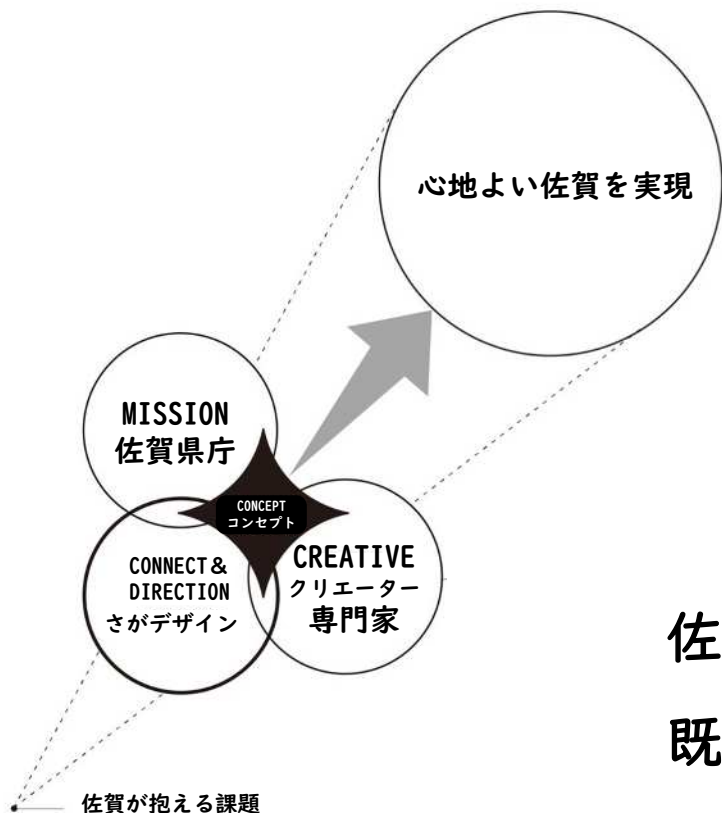 心地よい佐賀を実現
MISSION
佐賀県庁
CONCEPT
コンセプト
CONNECT&
DIRECTION
さがデザイン
CREATIVE
クリエーター
専門家
佐
既
佐賀が抱える課題